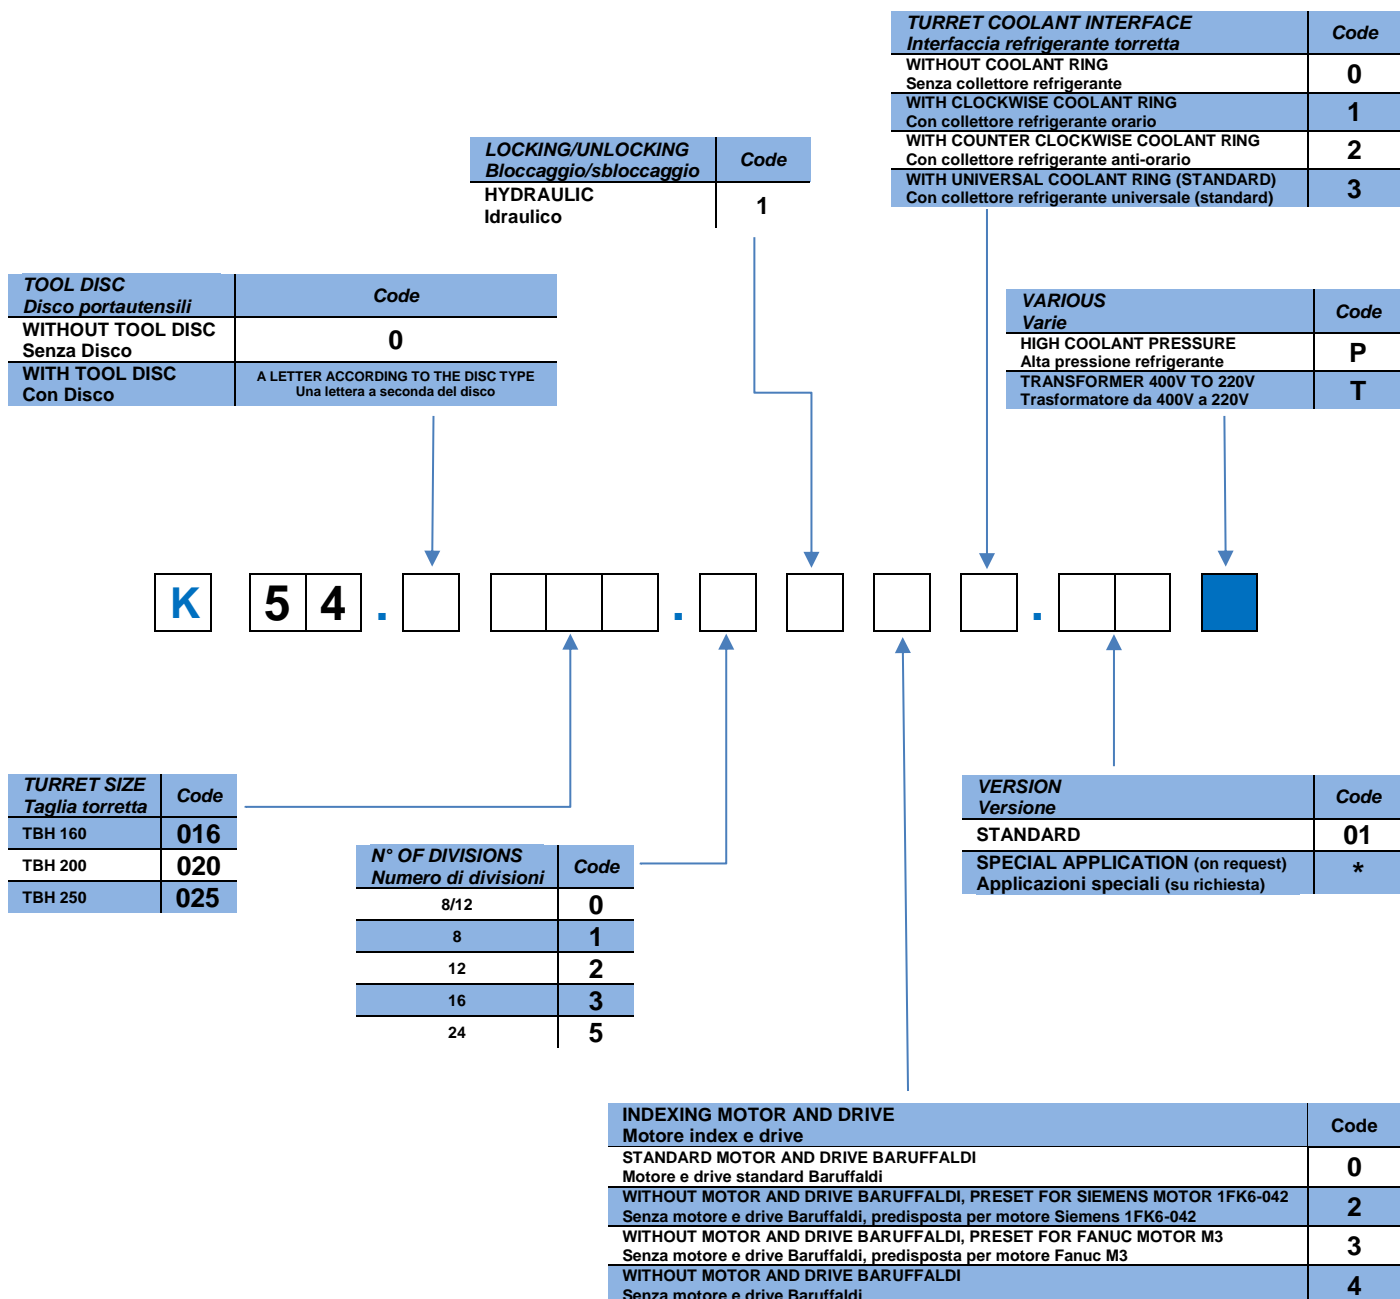 TURRET COOLANT INTERFACE
Interfaccia refrigerante torretta
Code
WITHOUT COOLANT RING
Senza collettore refrigerante
0
WITH CLOCKWISE COOLANT RING
Con collettore refrigerante orario
1
WITH COUNTER CLOCKWISE COOLANT RING
Con collettore refrigerante anti-orario
2
WITH UNIVERSAL COOLANT RING (STANDARD)
Con collettore refrigerante universale (standard)
3
LOCKING/UNLOCKING
Bloccaggio/sbloccaggio
Code
HYDRAULIC
Idraulico
1
TOOL DISC
Disco portautensili
Code
WITHOUT TOOL DISC
Senza Disco
0
WITH TOOL DISC
Con Disco
A LETTER ACCORDING TO THE DISC TYPE
Una lettera a seconda del disco
VARIOUS
Varie
Code
HIGH COOLANT PRESSURE
Alta pressione refrigerante
P
TRANSFORMER 400V TO 220V
Trasformatore da 400V a 220V
T
K 5 4 . . .
TURRET SIZE
Taglia torretta
Code
TBH 160 016
TBH 200 020
TBH 250 025
N° OF DIVISIONS
Numero di divisioni
Code
8/12 0
8 1
12 2
16 3
24 5
VERSION
Versione
Code
STANDARD 01
SPECIAL APPLICATION (on request)
Applicazioni speciali (su richiesta)
*
INDEXING MOTOR AND DRIVE
Motore index e drive
Code
STANDARD MOTOR AND DRIVE BARUFFALDI
Motore e drive standard Baruffaldi
0
WITHOUT MOTOR AND DRIVE BARUFFALDI, PRESET FOR SIEMENS MOTOR 1FK6-042
Senza motore e drive Baruffaldi, predisposta per motore Siemens 1FK6-042
2
WITHOUT MOTOR AND DRIVE BARUFFALDI, PRESET FOR FANUC MOTOR M3
Senza motore e drive Baruffaldi, predisposta per motore Fanuc M3
3
WITHOUT MOTOR AND DRIVE BARUFFALDI
Senza motore e drive Baruffaldi
4